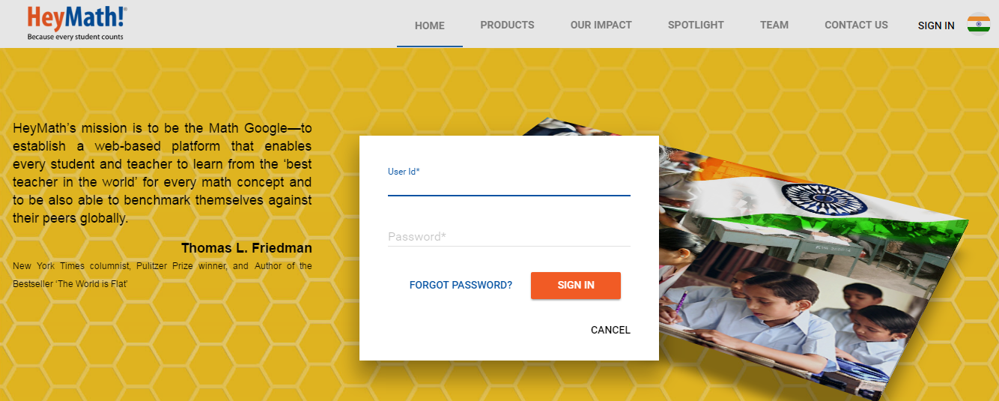 HeyMath!®
Because every student counts
HOME
PRODUCTS
OUR IMPACT
SPOTLIGHT
TEAM
CONTACT US
SIGN IN
HeyMath's mission is to be the Math Google—to
establish a web-based platform that enables
every student and teacher to learn from the ‘best
teacher in the world’ for every math concept and
to be also able to benchmark themselves against
their peers globally.
Thomas L. Friedman
New York Times columnist, Pulitzer Prize winner, and Author of the
Bestseller ‘The World is Flat’
User Id*
Password*
FORGOT PASSWORD?
SIGN IN
CANCEL